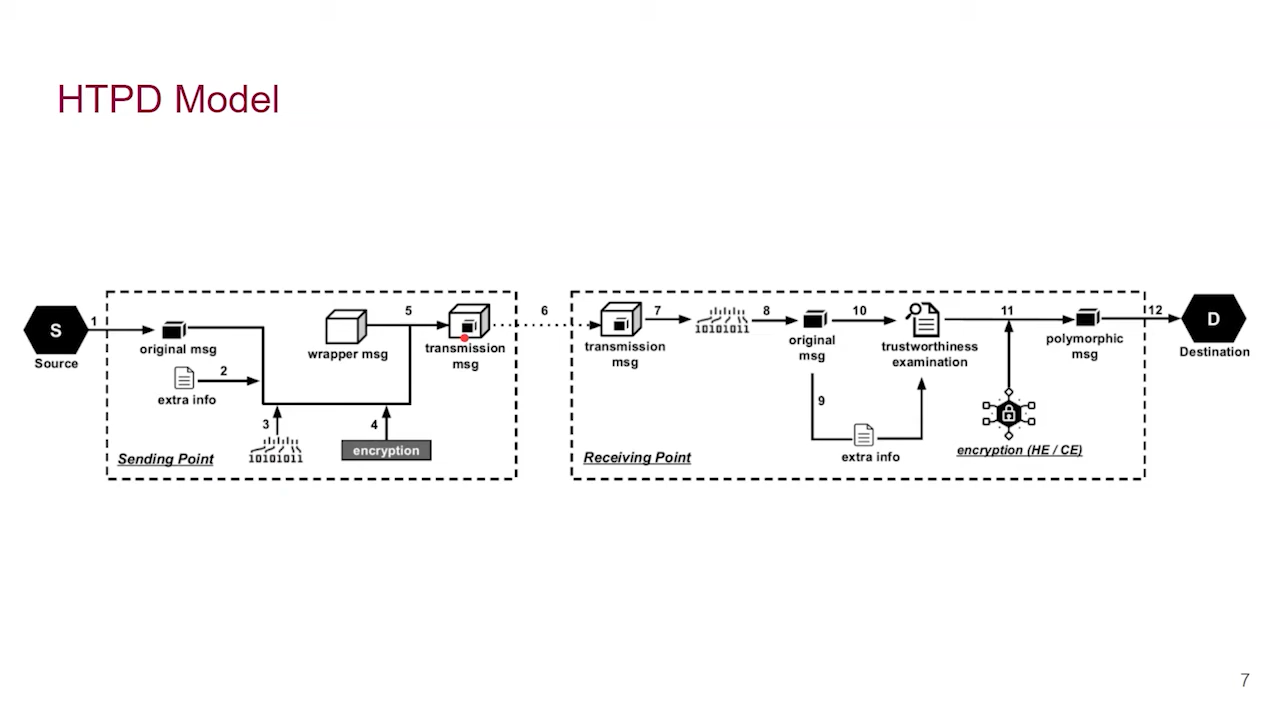 HTPD Model
S
Source
1
original msg
extra info
2
3
10101011
4
encryption
Sending Point
wrapper msg
5
transmission
msg
6
transmission
msg
7
10101011
8
original
msg
9
extra info
10
trustworthiness
examination
11
encryption (HE / CE)
polymorphic
msg
12
Receiving Point
D
Destination
7